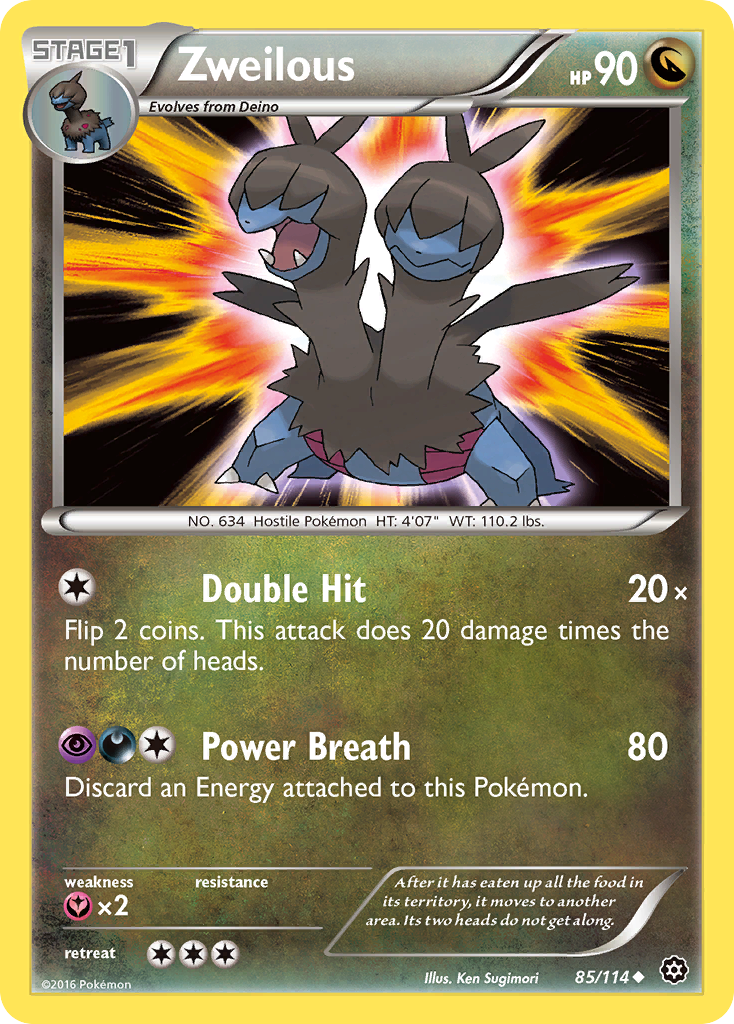 STAGE1
Zweilous
HP 90
Evolves from Deino
NO. 634 Hostile Pokémon HT: 4'07" WT: 110.2 lbs.
Double Hit 20×
Flip 2 coins. This attack does 20 damage times the
number of heads.
Power Breath 80
Discard an Energy attached to this Pokémon.
weakness resistance
×2
retreat
After it has eaten up all the food in
its territory, it moves to another
area. Its two heads do not get along.
©2016 Pokémon
Illus. Ken Sugimori 85/114